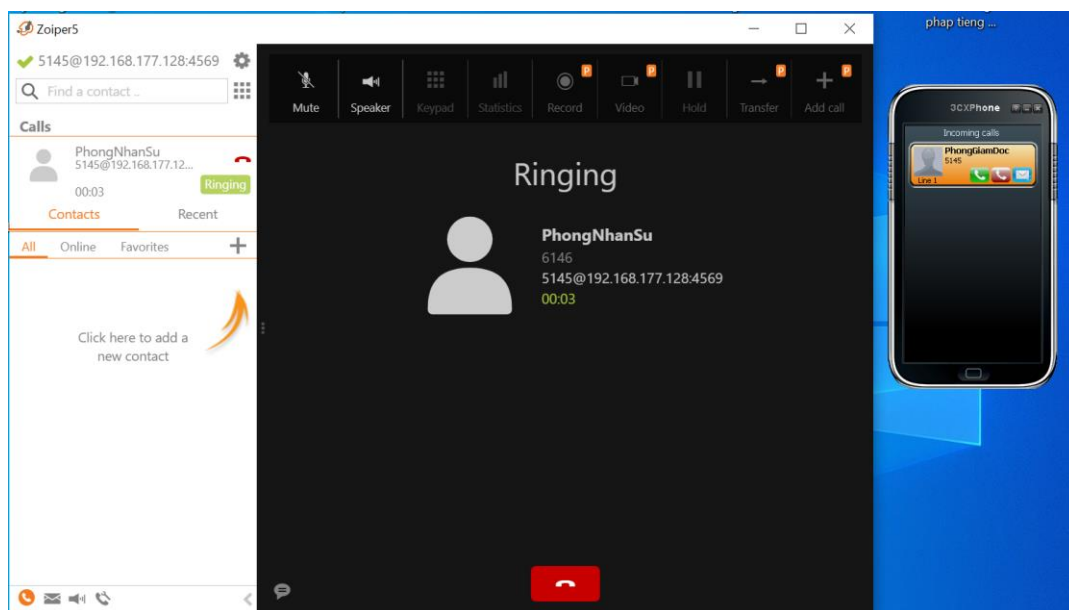 Zoiper5
5145@192.168.177.128:4569
Find a contact ..
Calls
PhongNhanSu
5145@192.168.177.12...
00:03
Ringing
Contacts Recent
All Online Favorites
Click here to add a
new contact
Mute Speaker Keypad Statistics Record Video Hold Transfer Add call
P P P P
Ringing
PhongNhanSu
6146
5145@192.168.177.128:4569
00:03
phap tieng ...
3CXPhone
Incoming calls
PhongGiamDoc
5145
Line 1